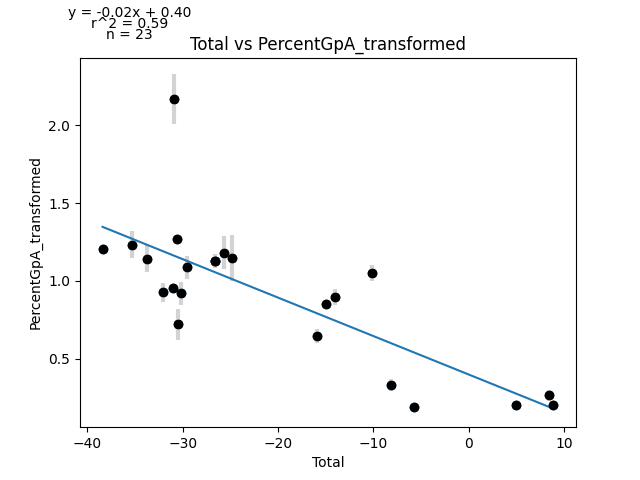 y = -0.02x + 0.40
r^2 = 0.59
n = 23
Total vs PercentGpA_transformed
PercentGpA_transformed
2.0
1.5
1.0
0.5
−40
−30
−20
−10
0
10
Total